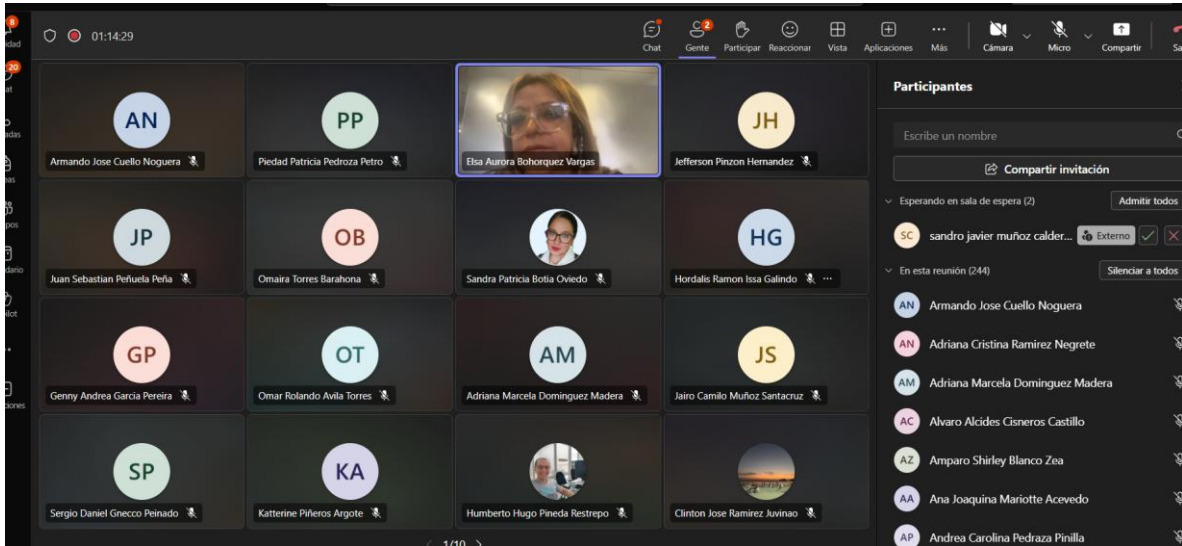 8
01:14:29
2
Chat
Gente
Participar
Reaccionar
Vista
Aplicaciones
Más
Cámara
Micro
Compartir
20
AN
Armando Jose Cuello Noguera
PP
Piedad Patricia Pedroza Petro
Elsa Aurora Bohorquez Vargas
JH
Jefferson Pinzon Hernandez
JP
Juan Sebastian Peñuela Peña
OB
Omaira Torres Barahona
Sandra Patricia Botia Oviedo
HG
Hordalis Ramon Issa Galindo
GP
Genny Andrea Garcia Pereira
OT
Omar Rolando Avila Torres
AM
Adriana Marcela Dominguez Madera
JS
Jairo Camilo Muñoz Santacruz
SP
Sergio Daniel Gnecco Peinado
KA
Katterine Piñeros Argote
Humberto Hugo Pineda Restrepo
Clinton Jose Ramirez Juvinao
1/10
Participantes
Escribe un nombre
Compartir invitación
Esperando en sala de espera (2)
Admitir todos
SC
sandro javier muñoz calder...
Externo
En esta reunión (244)
Silenciar a todos
AN
Armando Jose Cuello Noguera
AN
Adriana Cristina Ramirez Negrete
AM
Adriana Marcela Dominguez Madera
AC
Alvaro Alcides Cisneros Castillo
AZ
Amparo Shirley Blanco Zea
AA
Ana Joaquina Mariotte Acevedo
AP
Andrea Carolina Pedraza Pinilla